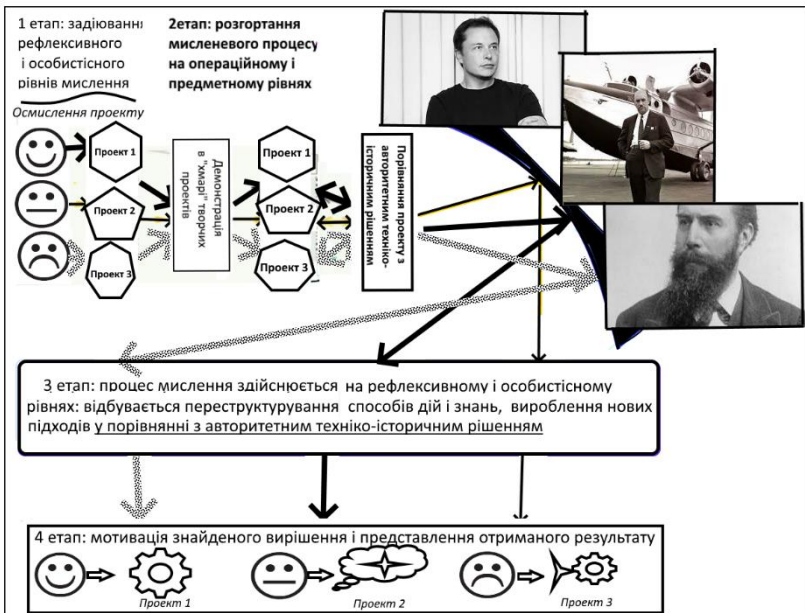 1 етап: задіювання
рефлексивного
і особистісного
рівнів мислення
Осмислення проекту
2етап: розгортання
мисленевого процесу
на операційному і
предметному рівнях
Проект 1
Проект 2
Проект 3
Демонстрація
в "хмарі" творчих
проектів
Проект 1
Проект 2
Проект 3
Порівняння проекту з
авторитетним техніко-
історичним рішенням
3 етап: процес мислення здійснюється на рефлексивному і особистісному
рівнях: відбувається переструктурування способів дій і знань, вироблення нових
підходів у порівнянні з авторитетним техніко-історичним рішенням
4 етап: мотивація знайденого вирішення і представлення отриманого результату
Проект 1
Проект 2
Проект 3